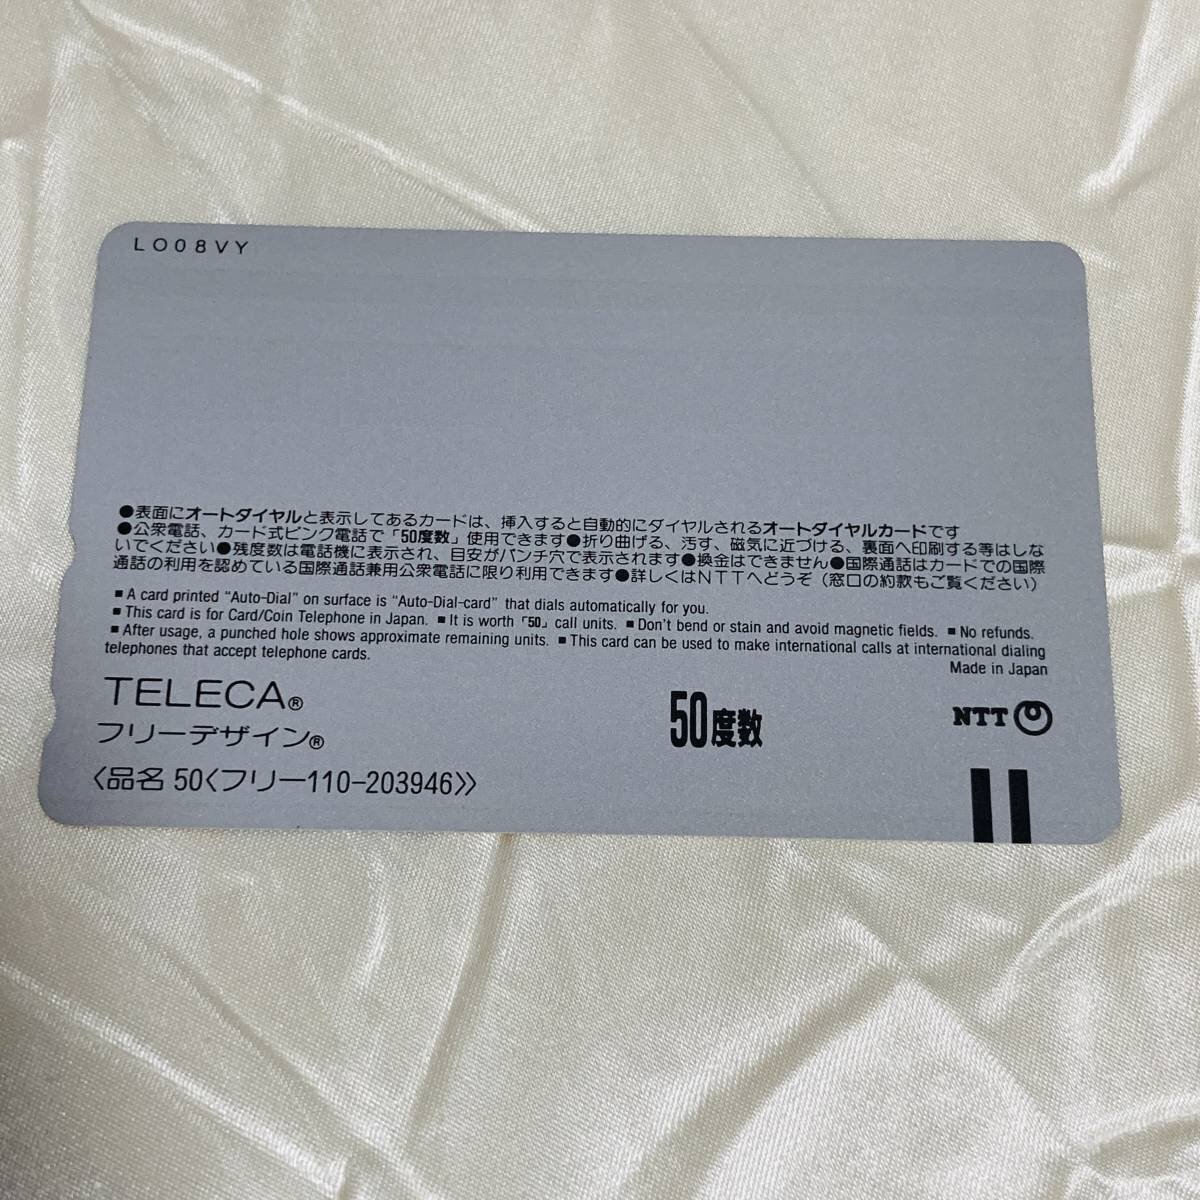 LO08VY
●表面にオートダイヤルと表示してあるカードは、挿入すると自動的にダイヤルされるオートダイヤルカードです
●公衆電話、カード式ピンク電話で「50度数」使用できます●折り曲げる、汚す、磁気に近づける、裏面へ印刷する等はしな
いでください●残度数は電話機に表示され、目安がパンチ穴で表示されます●換金はできません●国際通話はカードでの国際
通話の利用を認めている国際通話兼用公衆電話に限り利用できます●詳しくはNTTへどうぞ（窓口の約款もご覧ください）
■ A card printed "Auto-Dial" on surface is "Auto-Dial-card" that dials automatically for you.
■ This card is for Card/Coin Telephone in Japan. ■ It is worth「50」call units. ■ Don't bend or stain and avoid magnetic fields. ■ No refunds.
■ After usage, a punched hole shows approximate remaining units. ■ This card can be used to make international calls at international dialing
telephones that accept telephone cards.
Made in Japan
TELECA®
フリーデザイン®
50度数
NTT
〈品名 50〈フリー110-203946〉〉